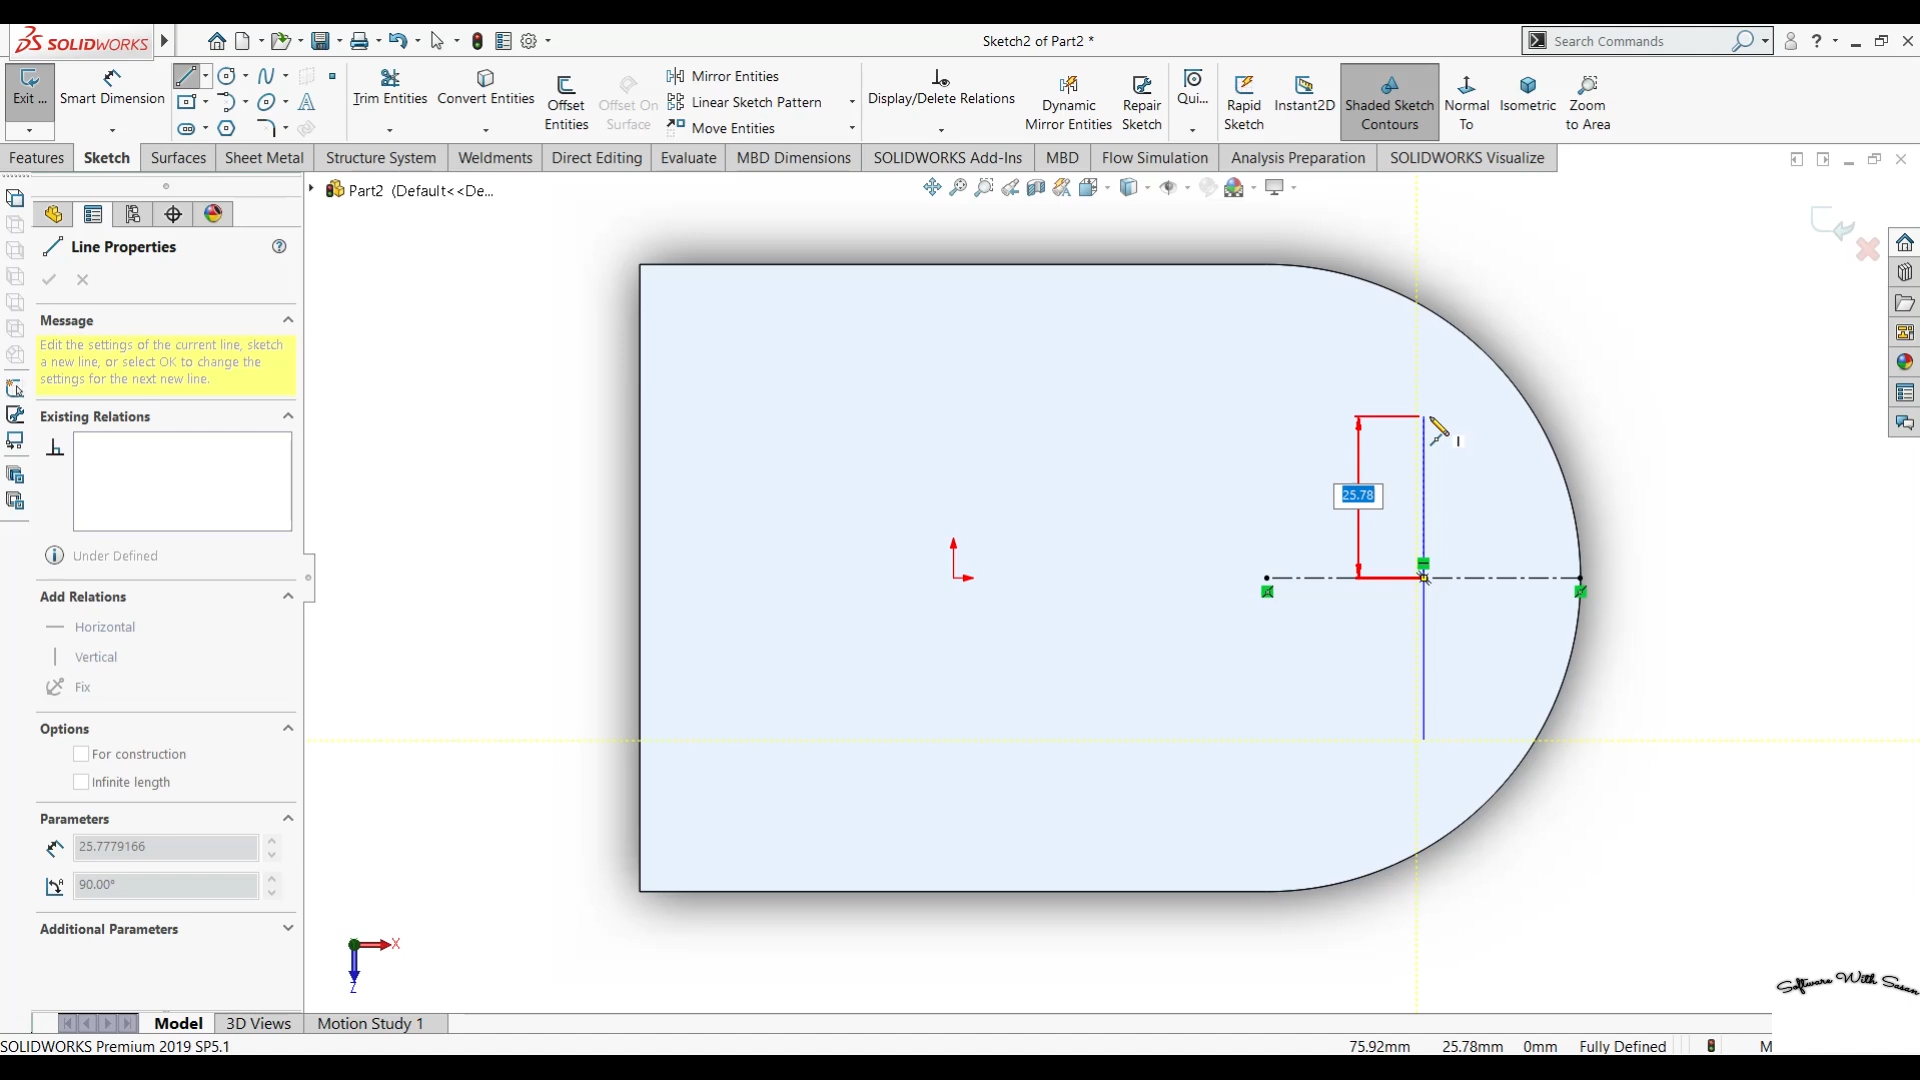 SOLIDWORKS
Sketch2 of Part2 *
Search Commands
Exit ...
Smart Dimension
Trim Entities
Convert Entities
Offset Entities
Offset On Surface
Mirror Entities
Linear Sketch Pattern
Move Entities
Display/Delete Relations
Dynamic Mirror Entities
Repair Sketch
Qui...
Rapid Sketch
Instant2D
Shaded Sketch Contours
Normal To
Isometric
Zoom to Area
Features
Sketch
Surfaces
Sheet Metal
Structure System
Weldments
Direct Editing
Evaluate
MBD Dimensions
SOLIDWORKS Add-Ins
MBD
Flow Simulation
Analysis Preparation
SOLIDWORKS Visualize
Part2 (Default<<De...
Line Properties
Message
Edit the settings of the current line, sketch
a new line, or select OK to change the
settings for the next new line.
Existing Relations
Under Defined
Add Relations
Horizontal
Vertical
Fix
Options
For construction
Infinite length
Parameters
25.7779166
90.00°
Additional Parameters
25.78
X
Z
Software With Sasan
Model
3D Views
Motion Study 1
SOLIDWORKS Premium 2019 SP5.1
75.92mm
25.78mm
0mm
Fully Defined
M